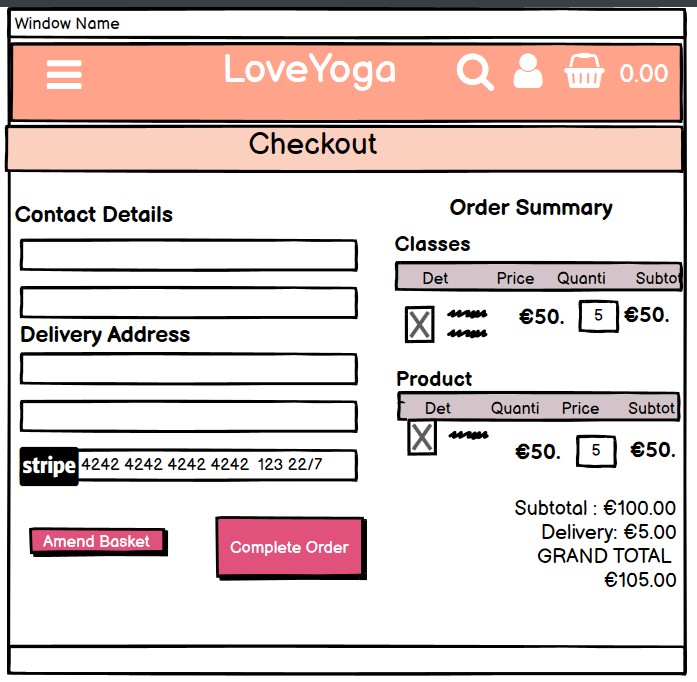 Window Name
LoveYoga 0.00
Checkout
Contact Details
Delivery Address
stripe 4242 4242 4242 4242 123 22/7
Amend Basket
Complete Order
Order Summary
Classes
Det Price Quanti Subtot
€50. 5 €50.
Product
Det Quanti Price Subtot
€50. 5 €50.
Subtotal : €100.00
Delivery: €5.00
GRAND TOTAL
€105.00